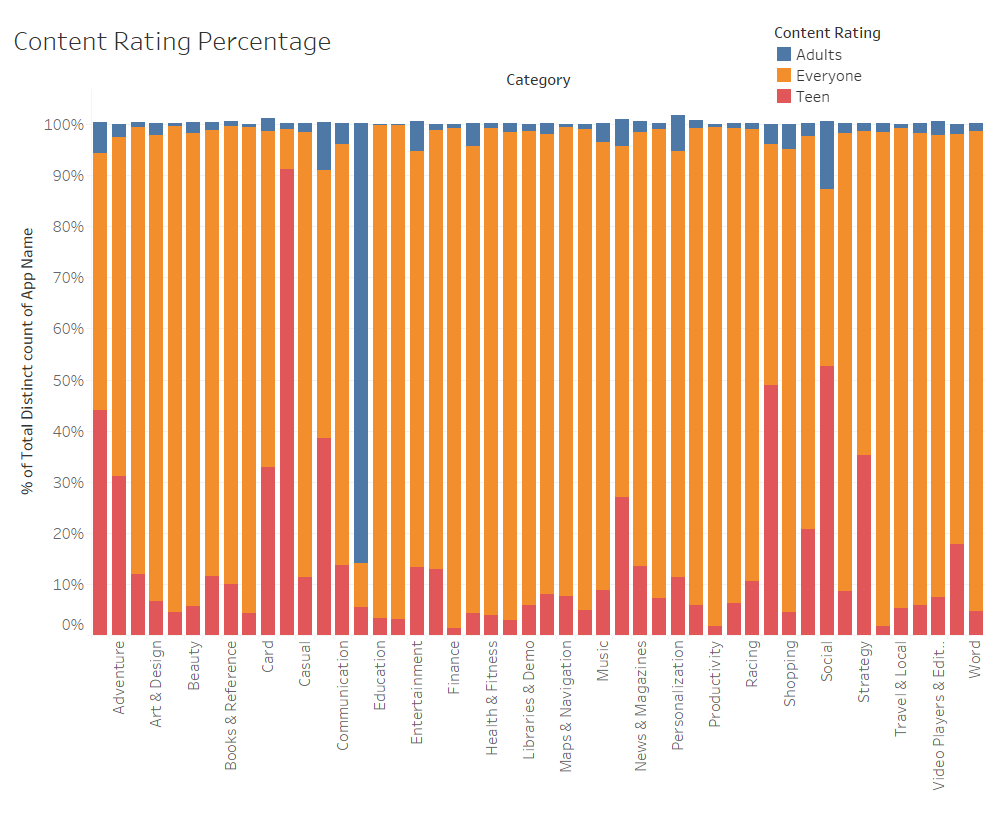 Content Rating Percentage
Content Rating
Adults
Everyone
Teen
Category
% of Total Distinct count of App Name
100%
90%
80%
70%
60%
50%
40%
30%
20%
10%
0%
Adventure
Art & Design
Beauty
Books & Reference
Card
Casual
Communication
Education
Entertainment
Finance
Health & Fitness
Libraries & Demo
Maps & Navigation
Music
News & Magazines
Personalization
Productivity
Racing
Shopping
Social
Strategy
Travel & Local
Video Players & Edit..
Word